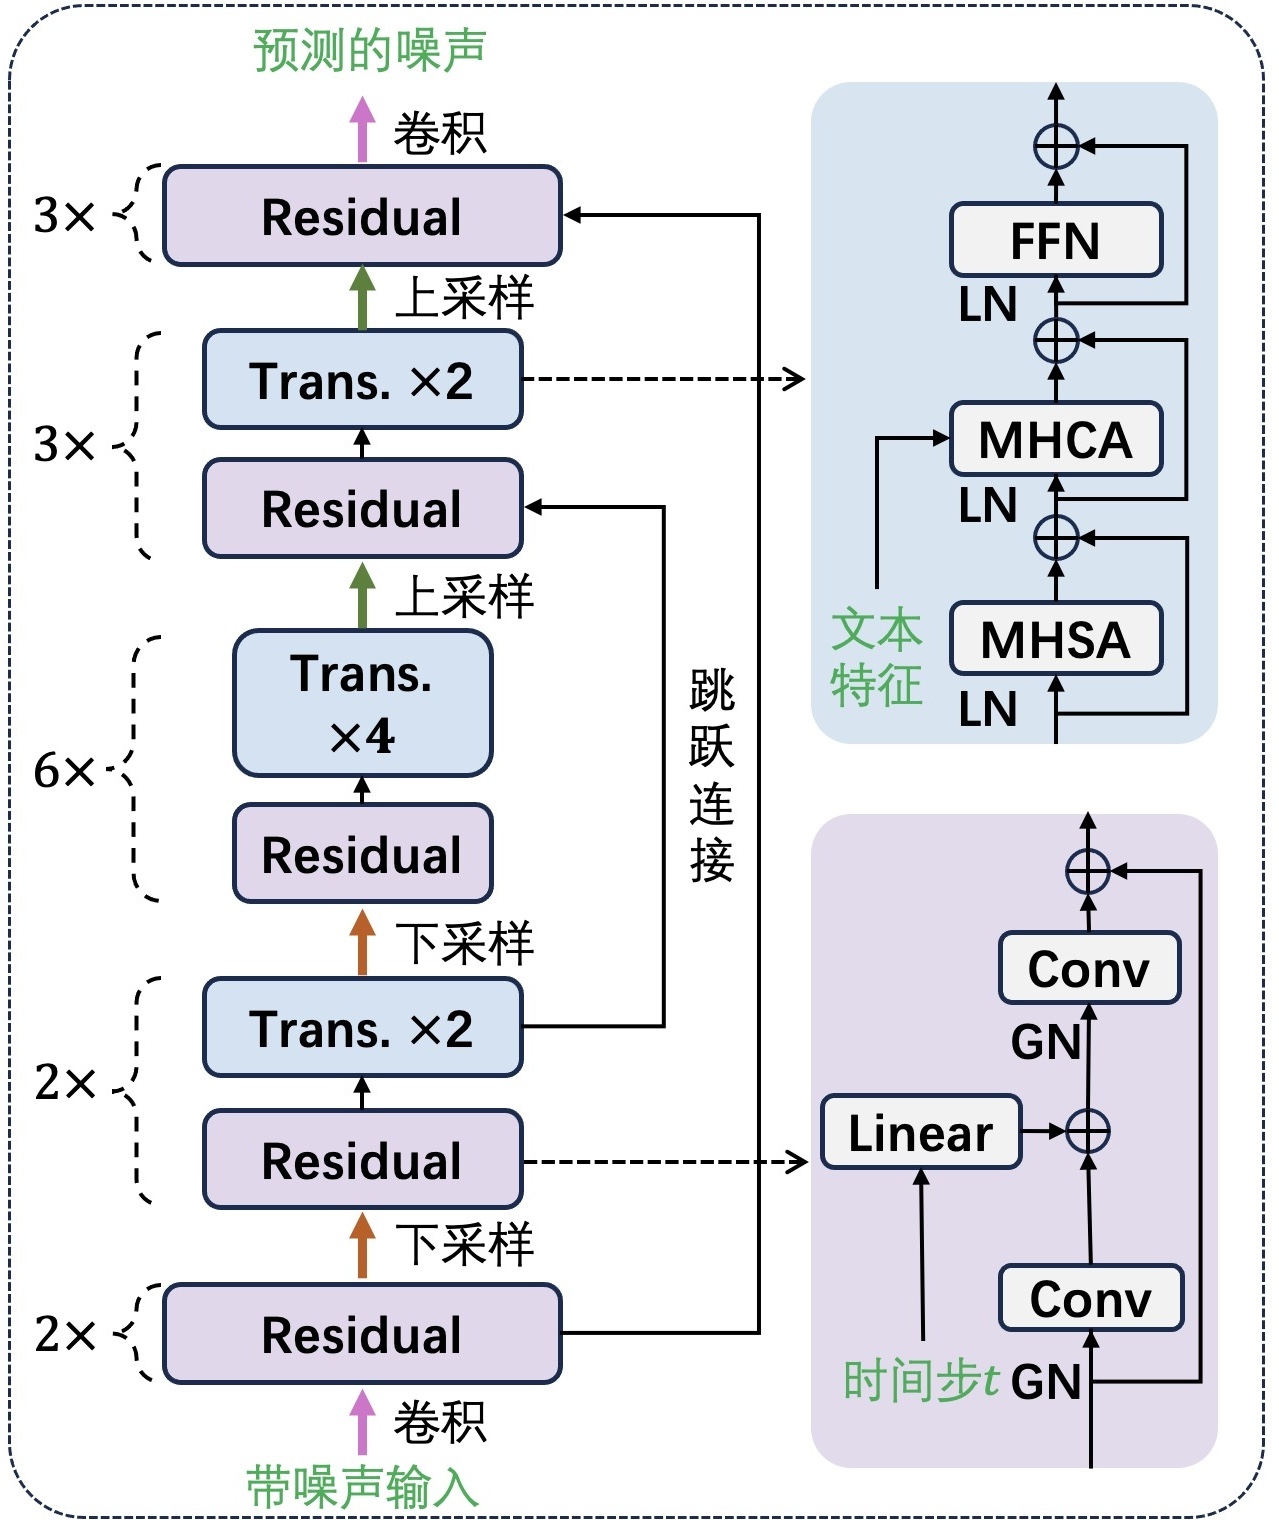 预测的噪声
卷积
3×
Residual
上采样
3×
Trans. ×2
Residual
上采样
6×
Trans.
×4
Residual
跳
跃
连
接
下采样
2×
Trans. ×2
Residual
下采样
2×
Residual
卷积
带噪声输入
FFN
LN
MHCA
LN
文本
特征
MHSA
LN
Conv
GN
Linear
Conv
时间步t
GN